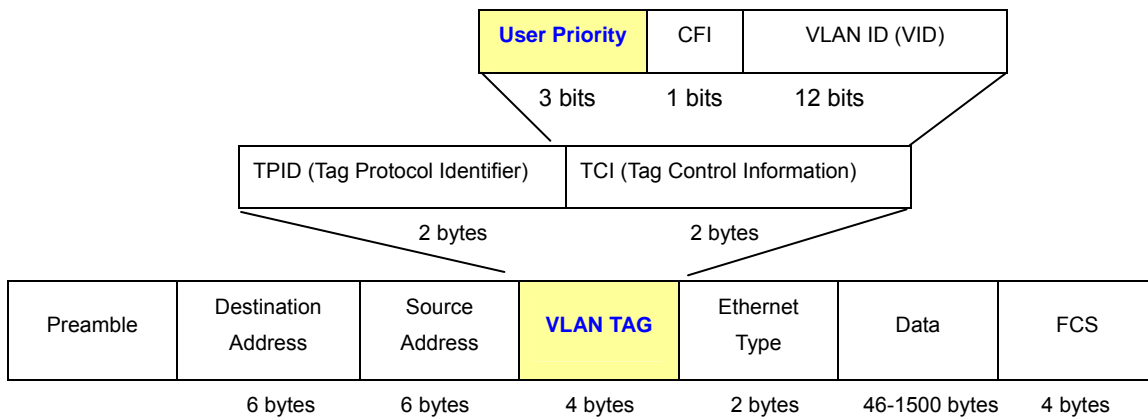 User Priority CFI VLAN ID (VID)
3 bits 1 bits 12 bits
TPID (Tag Protocol Identifier) TCI (Tag Control Information)
2 bytes 2 bytes
Preamble Destination Address Source Address VLAN TAG Ethernet Type Data FCS
6 bytes 6 bytes 4 bytes 2 bytes 46-1500 bytes 4 bytes